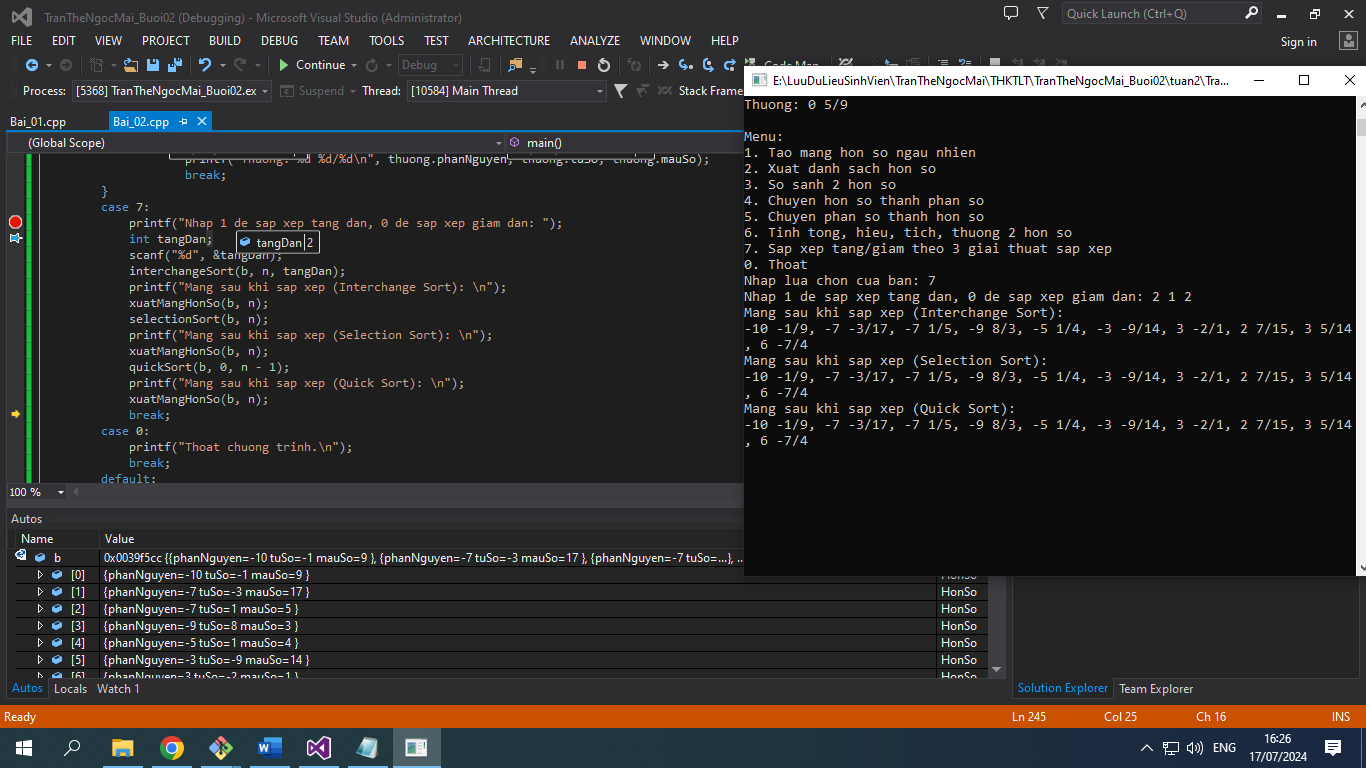 TranTheNgocMai_Buoi02 (Debugging) - Microsoft Visual Studio (Administrator)
Quick Launch (Ctrl+Q)
FILE EDIT VIEW PROJECT BUILD DEBUG TEAM TOOLS TEST ARCHITECTURE ANALYZE WINDOW HELP
Sign in
Continue
Debug
Code Map
Process: [5368] TranTheNgocMai_Buoi02.ex
Suspend
Thread: [10584] Main Thread
Stack Frame
Bai_01.cpp
Bai_02.cpp
(Global Scope)
main()
printf("Thuong: %d %d/%d\n", thuong.phanNguyen, thuong.tuSo, thuong.mauSo);
break;
}
case 7:
printf("Nhap 1 de sap xep tang dan, 0 de sap xep giam dan: ");
int tangDan;
tangDan 2
scanf("%d", &tangDan);
interchangeSort(b, n, tangDan);
printf("Mang sau khi sap xep (Interchange Sort): \n");
xuatMangHonSo(b, n);
selectionSort(b, n);
printf("Mang sau khi sap xep (Selection Sort): \n");
xuatMangHonSo(b, n);
quickSort(b, 0, n - 1);
printf("Mang sau khi sap xep (Quick Sort): \n");
xuatMangHonSo(b, n);
break;
case 0:
printf("Thoat chuong trinh.\n");
break;
default:
100 %
E:\LuuDuLieuSinhVien\TranTheNgocMai\THKTLT\TranTheNgocMai_Buoi02\tuan2\Tra...
Thuong: 0 5/9
Menu:
1. Tao mang hon so ngau nhien
2. Xuat danh sach hon so
3. So sanh 2 hon so
4. Chuyen hon so thanh phan so
5. Chuyen phan so thanh hon so
6. Tinh tong, hieu, tich, thuong 2 hon so
7. Sap xep tang/giam theo 3 giai thuat sap xep
0. Thoat
Nhap lua chon cua ban: 7
Nhap 1 de sap xep tang dan, 0 de sap xep giam dan: 2 1 2
Mang sau khi sap xep (Interchange Sort):
-10 -1/9, -7 -3/17, -7 1/5, -9 8/3, -5 1/4, -3 -9/14, 3 -2/1, 2 7/15, 3 5/14
, 6 -7/4
Mang sau khi sap xep (Selection Sort):
-10 -1/9, -7 -3/17, -7 1/5, -9 8/3, -5 1/4, -3 -9/14, 3 -2/1, 2 7/15, 3 5/14
, 6 -7/4
Mang sau khi sap xep (Quick Sort):
-10 -1/9, -7 -3/17, -7 1/5, -9 8/3, -5 1/4, -3 -9/14, 3 -2/1, 2 7/15, 3 5/14
, 6 -7/4
Autos
Name Value
b 0x0039f5cc {{phanNguyen=-10 tuSo=-1 mauSo=9 }, {phanNguyen=-7 tuSo=-3 mauSo=17 }, {phanNguyen=-7 tuSo=...}, ...
[0] {phanNguyen=-10 tuSo=-1 mauSo=9 } HonSo
[1] {phanNguyen=-7 tuSo=-3 mauSo=17 } HonSo
[2] {phanNguyen=-7 tuSo=1 mauSo=5 } HonSo
[3] {phanNguyen=-9 tuSo=8 mauSo=3 } HonSo
[4] {phanNguyen=-5 tuSo=1 mauSo=4 } HonSo
[5] {phanNguyen=-3 tuSo=-9 mauSo=14 } HonSo
[6] {phanNguyen=3 tuSo=-2 mauSo=1 } HonSo
Autos Locals Watch 1
Solution Explorer Team Explorer
Ready
Ln 245 Col 25 Ch 16 INS
ENG
16:26
17/07/2024